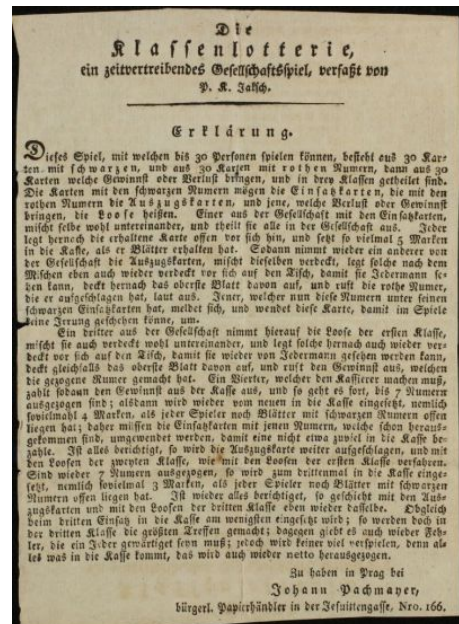 Die
Klassenlotterie,
ein zeitvertreibendes Gesellschaftsspiel, verfaßt von
P. K. Jaksch.
Erklärung.
Dieses Spiel, mit welchen bis 30 Personen spielen können, besteht aus 30 Kar-
ten mit schwarzen, und aus 30 Karten mit rothen Numern, dann aus 30
Karten welche Gewinnst oder Verlust bringen, und in drey Klassen getheilet sind.
Die Karten mit den schwarzen Numern mögen die Einsatzkarten, die mit den
rothen Numern die Auszugskarten, und jene, welche Verlust oder Gewinnst
bringen, die Loose heißen. Einer aus der Gesellschaft mit den Einsatzkarten,
mischt selbe wohl untereinander, und theilt sie alle in der Gesellschaft aus. Jeder
legt hernach die erhaltene Karte offen vor sich hin, und setzt so vielmal 5 Marken
in die Kasse, als er Blätter erhalten hat. Sodann nimmt wieder ein anderer von
der Gesellschaft die Auszugskarten, mischt dieselben verdeckt, legt solche nach dem
Mischen eben auch wieder verdeckt vor sich auf den Tisch, damit sie Jedermann se-
hen kann, deckt hernach das oberste Blatt davon auf, und ruft die rothe Numer,
die er aufgeschlagen hat, laut aus. Jener, welcher nun diese Numern unter seinen
schwarzen Einsatzkarten hat, meldet sich, und wendet diese Karte, damit im Spiele
keine Irrung geschehen könne, um.
Ein dritter aus der Gesellschaft nimmt hierauf die Loose der ersten Klasse,
mischt sie auch verdeckt wohl untereinander, und legt solche hernach auch wieder ver-
deckt vor sich auf den Tisch, damit sie wieder von Jedermann gesehen werden kann,
deckt gleichfalls das oberste Blatt davon auf, und ruft den Gewinnst aus, welchen
die gezogene Numer gemacht hat. Ein Vierter, welcher den Kassierer machen muß,
zahlt sodann den Gewinnst aus der Kasse aus, und so geht es fort, bis 7 Numern
ausgezogen sind; alsdann wird wieder von neuen in die Kasse eingesetzt, nemlich
sovielmahl 4 Marken, als jeder Spieler noch Blätter mit schwarzen Numern offen
liegen hat; daher müssen die Einsatzkarten mit jenen Numern, welche schon heraus-
gekommen sind, umgewendet werden, damit eine nicht etwa zuviel in die Kasse be-
zahle. Ist alles berichtigt, so wird die Auszugskarte weiter aufgeschlagen, und mit
den Loosen der zweyten Klasse, wie mit den Loosen der ersten Klasse verfahren.
Sind wieder 7 Numern ausgezogen, so wird zum drittenmal in die Kasse einge-
setzt, nemlich sovielmal 3 Marken, als jeder Spieler noch Blätter mit schwarzen
Numern offen liegen hat. Ist wieder alles berichtiget, so geschieht mit den Aus-
zugskarten und mit den Loosen der dritten Klasse eben wieder dasselbe. Obgleich
beim dritten Einsatz in die Kasse am wenigsten eingesetzt wird; so werden doch in
der dritten Klasse die größten Treffen gemacht; dagegen giebt es auch wieder Feh-
ler, die ein Jeder gewärtiget seyn muß; jedoch wird keiner viel verspielen, denn al-
les was in die Kasse kommt, das wird auch wieder netto herausgezogen.
Zu haben in Prag bei
Johann Pachmayer,
bürgerl. Papierhändler in der Jesuittengasse, Nro. 166.